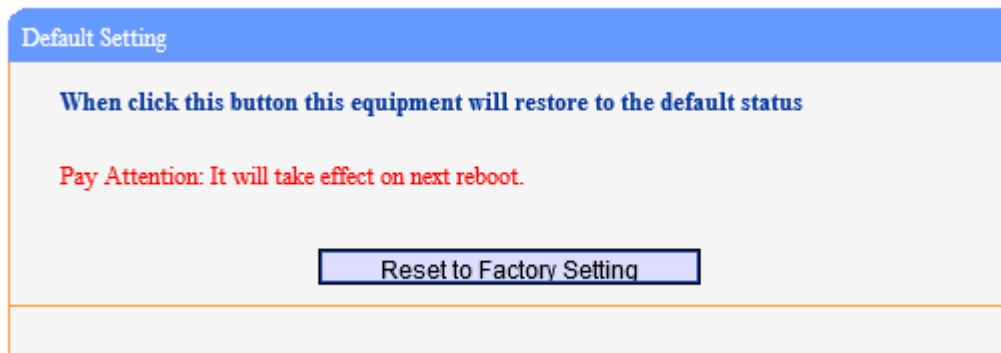 Default Setting
When click this button this equipment will restore to the default status
Pay Attention: It will take effect on next reboot.
Reset to Factory Setting